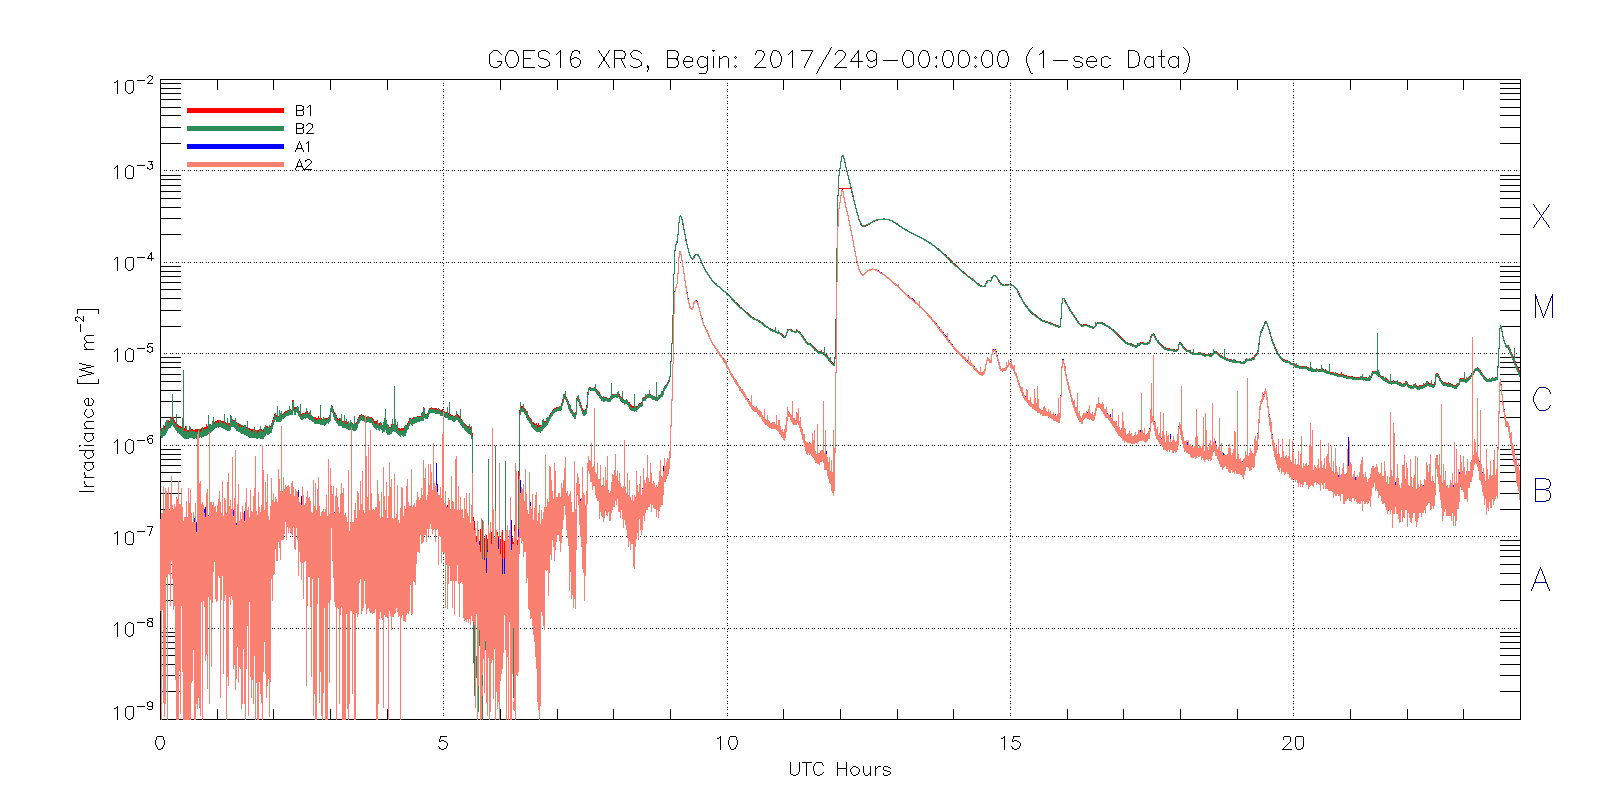 GOES16 XRS, Begin: 2017/249-00:00:00 (1-sec Data)
10⁻²
10⁻³
10⁻⁴
10⁻⁵
10⁻⁶
10⁻⁷
10⁻⁸
10⁻⁹
Irradiance [W m⁻²]
B1
B2
A1
A2
X
M
C
B
A
0 5 10 15 20
UTC Hours